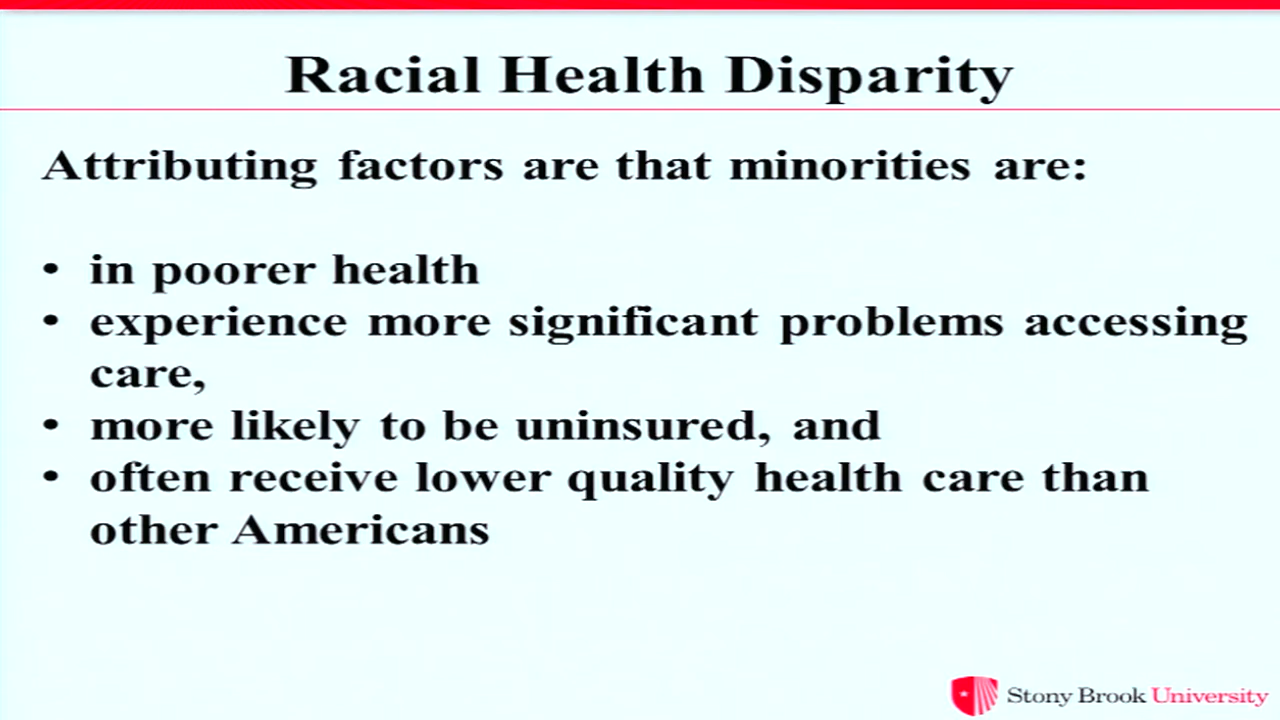 Racial Health Disparity
Attributing factors are that minorities are:
• in poorer health
• experience more significant problems accessing
care,
• more likely to be uninsured, and
• often receive lower quality health care than
other Americans
Stony Brook University